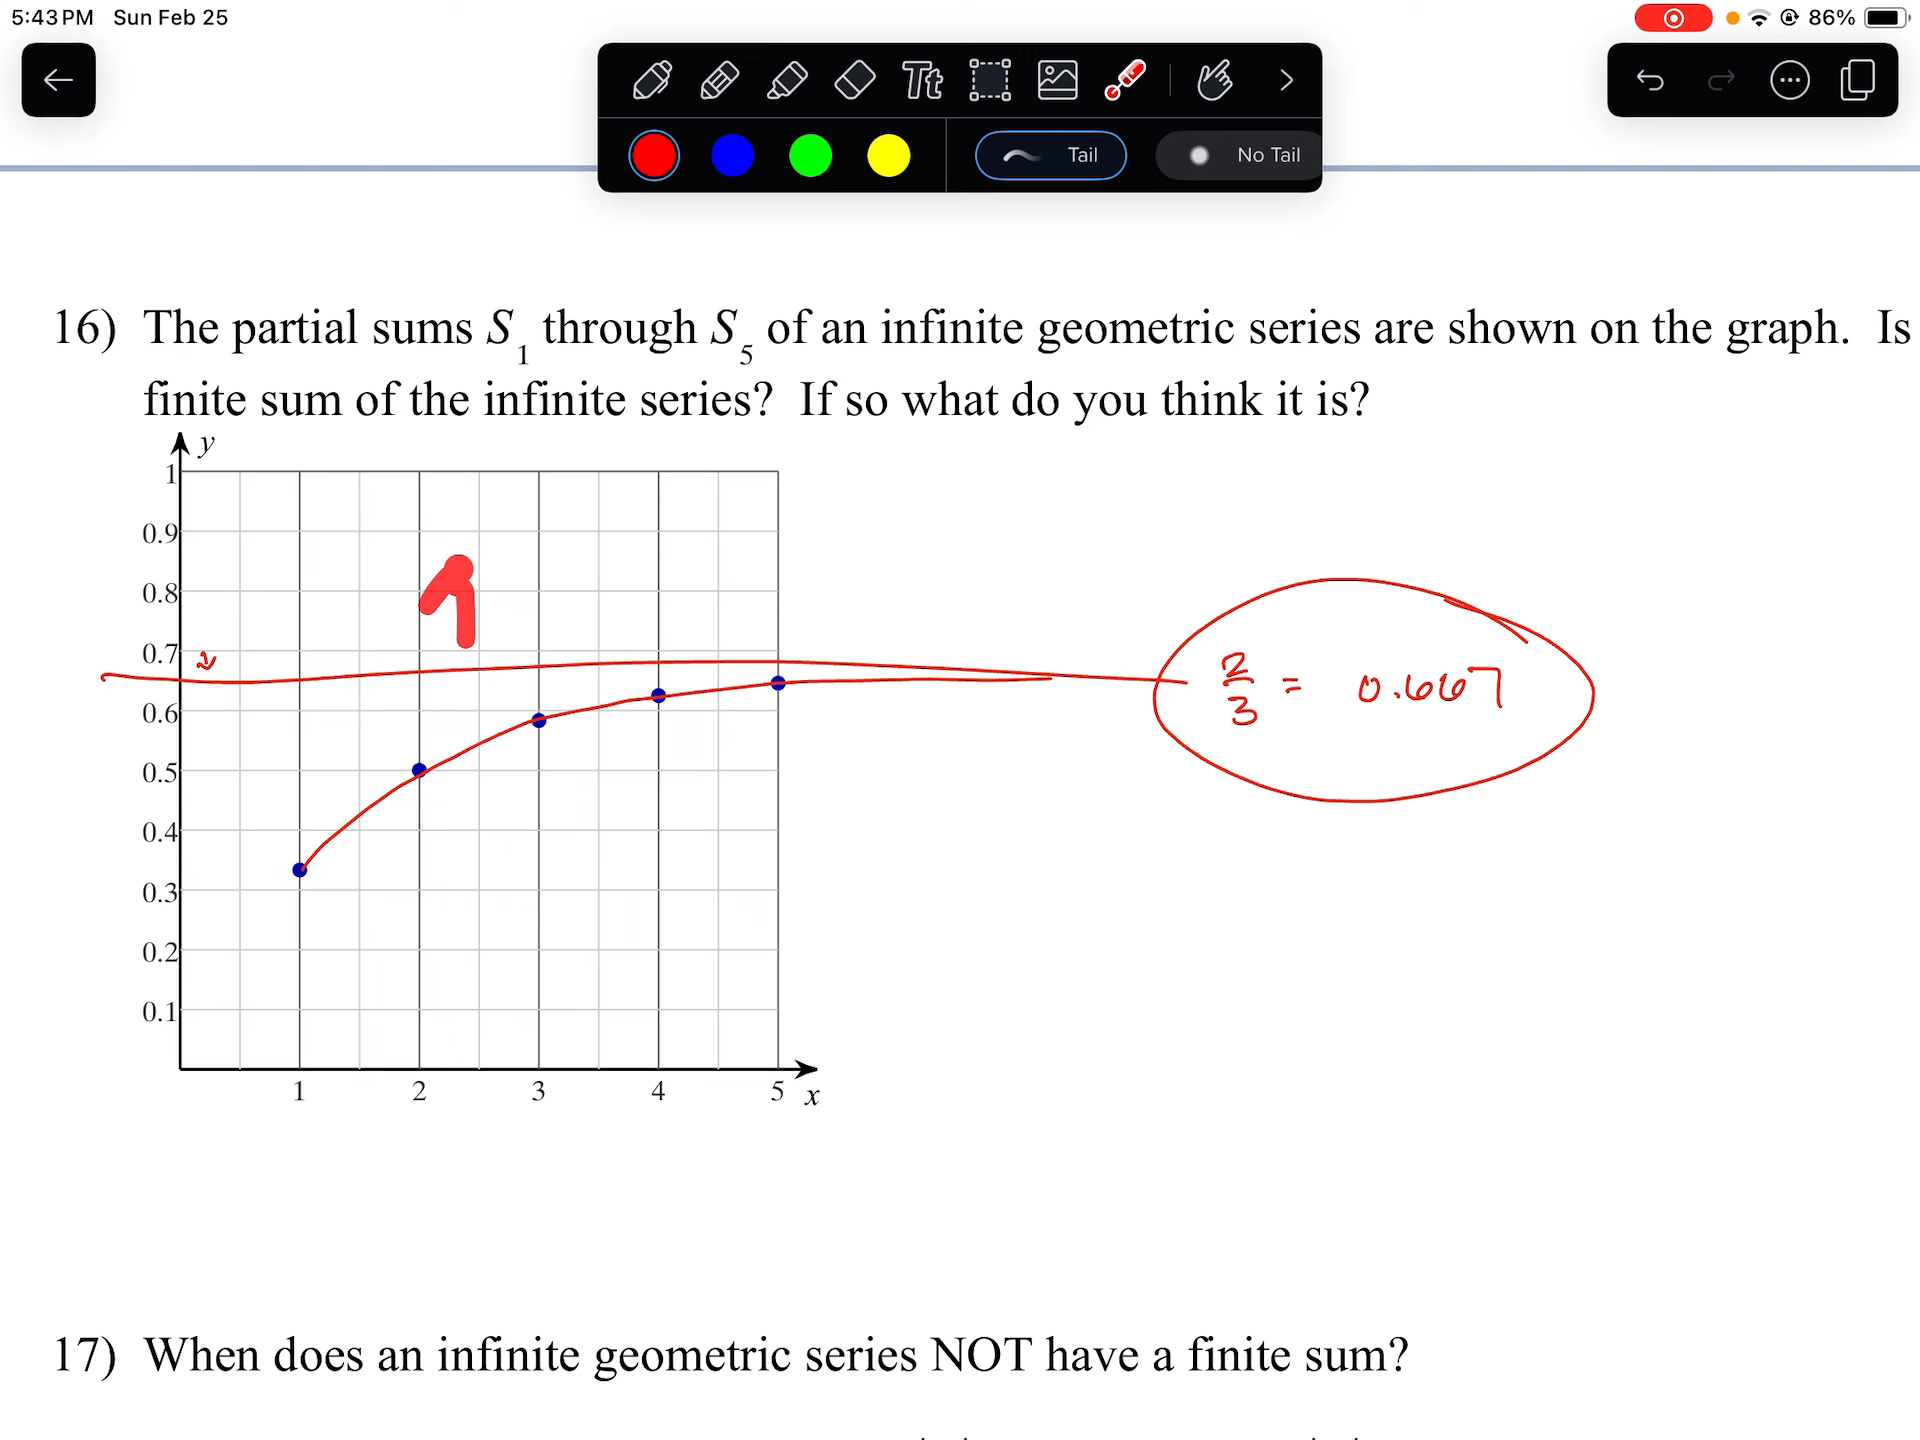 5:43 PM Sun Feb 25
86%
Tt
Tail
No Tail
16) The partial sums S1 through S5 of an infinite geometric series are shown on the graph. Is
finite sum of the infinite series? If so what do you think it is?
y
1
0.9
0.8
0.7
0.6
0.5
0.4
0.3
0.2
0.1
1 2 3 4 5 x
2/3 = 0.667
17) When does an infinite geometric series NOT have a finite sum?